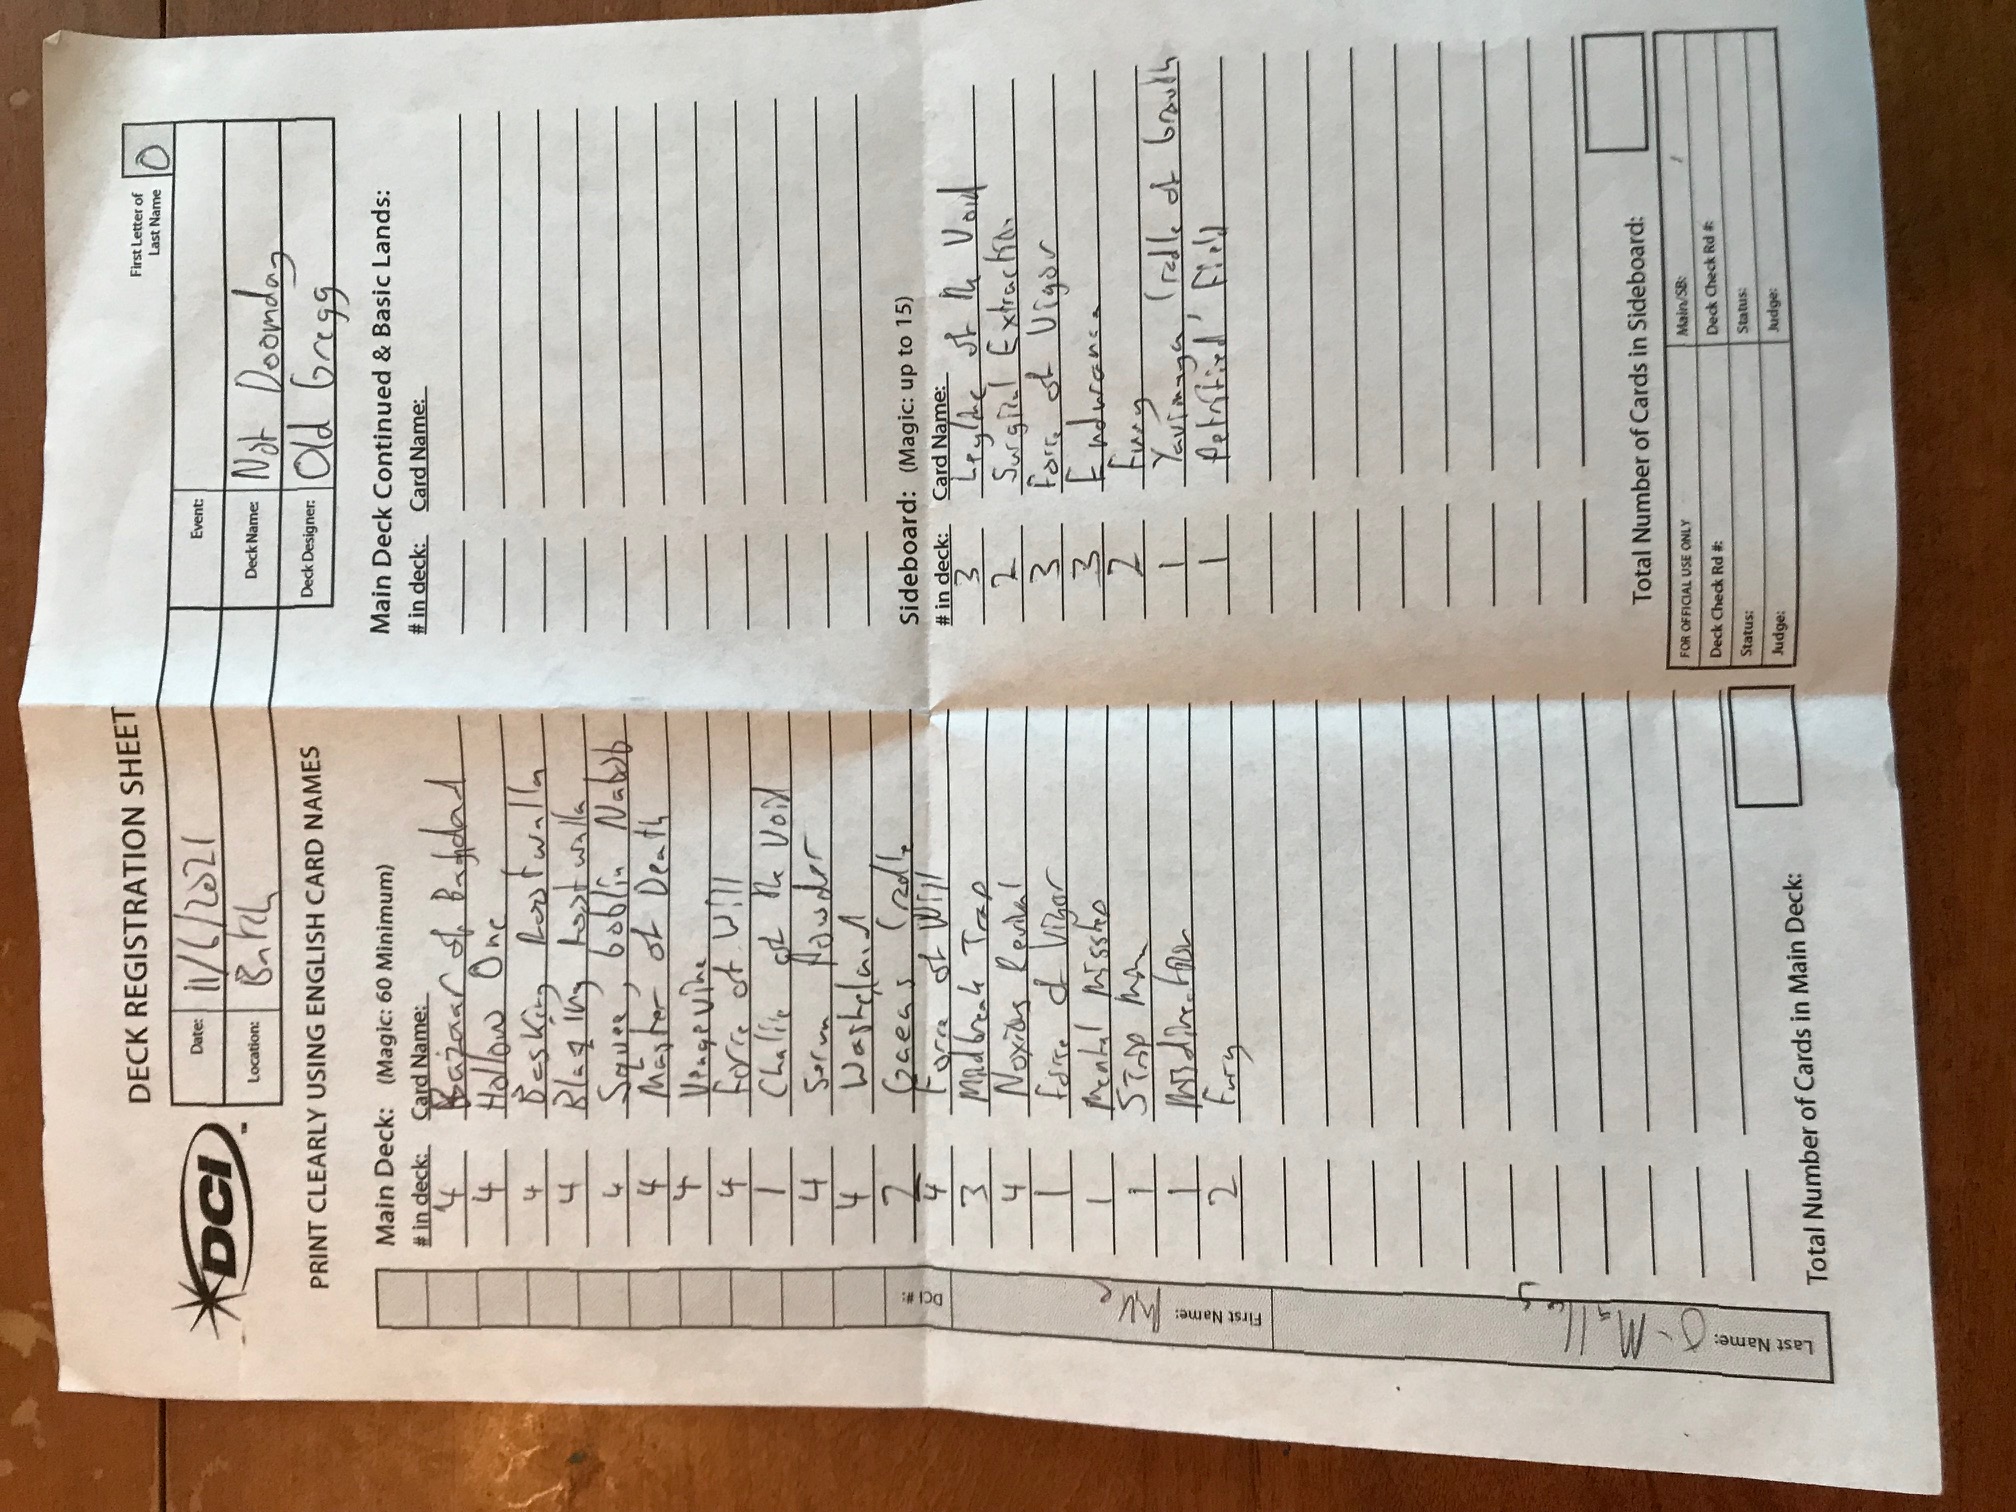 DECK REGISTRATION SHEET
First Letter of Last Name O
DCI™
Date: 11/6/2021
Event:
Location: Batch
Deck Name: Not Doomday
Deck Designer: Old Gregg
PRINT CLEARLY USING ENGLISH CARD NAMES
Main Deck: (Magic: 60 Minimum)
# in deck: Card Name:
4 Bazaar of Baghdad
4 Hollow One
4 Basking Rootwalla
4 Blazing Rootwalla
4 Squee, Goblin Nabob
4 Master of Death
4 Vengevine
4 Force of Will
1 Chalice of the Void
4 Serum Powder
4 Wasteland
2 Gaea's Cradle
4 Force of Will
3 Mindbreak Trap
4 Noxious Revival
1 Force of Vigor
1 Mental Misstep
1 Strip Mine
1 Misdirection
2 Fury
Total Number of Cards in Main Deck:
Main Deck Continued & Basic Lands:
# in deck: Card Name:
Sideboard: (Magic: up to 15)
# in deck: Card Name:
3 Leyline of the Void
2 Surgical Extraction
3 Force of Vigor
3 Endurance
2 Fury
1 Yavimaya, Cradle of Growth
1 Petrified Field
Total Number of Cards in Sideboard:
FOR OFFICIAL USE ONLY
Main/SB:
Deck Check Rd #:
Deck Check Rd #:
Status:
Status:
Judge:
Judge:
DCI #:
First Name: Mike
Last Name: O'Malley